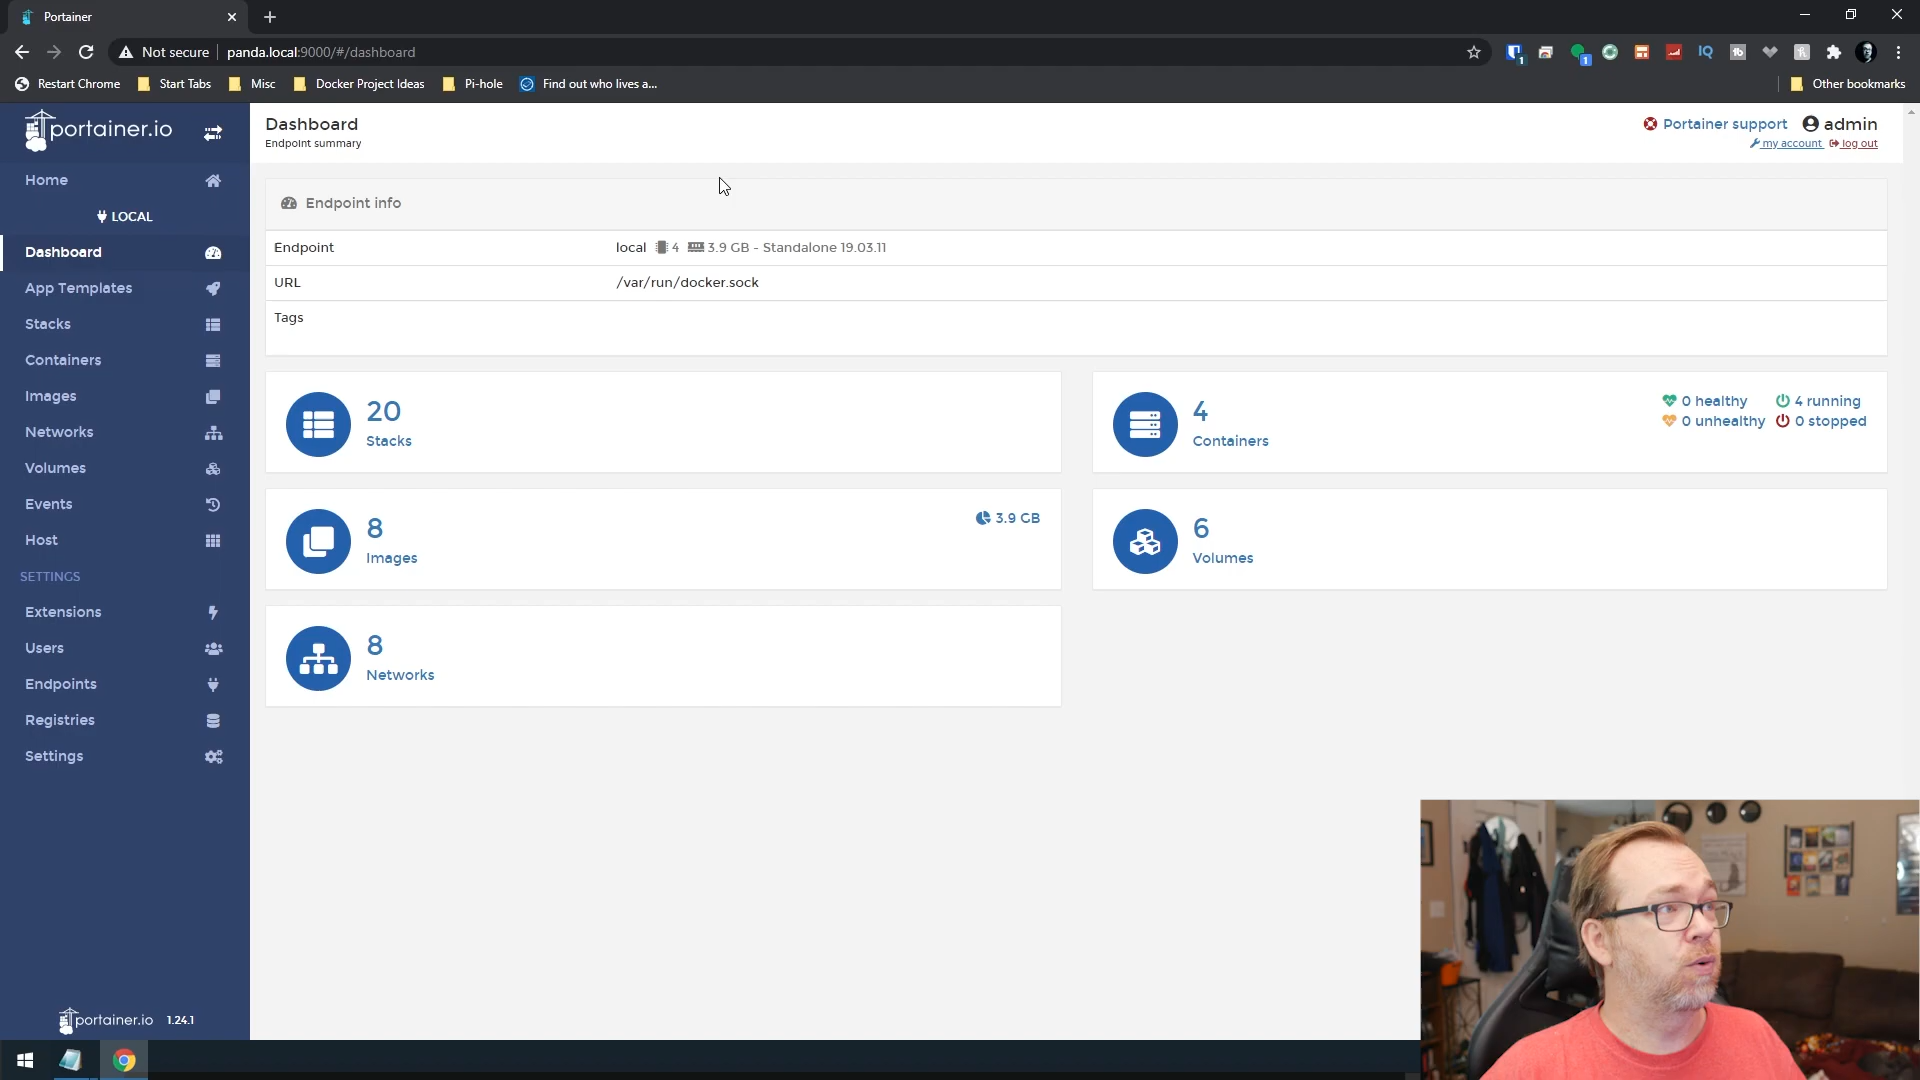 Portainer
Not secure
panda.local:9000/#/dashboard
Restart Chrome
Start Tabs
Misc
Docker Project Ideas
Pi-hole
Find out who lives a...
Other bookmarks
portainer.io
Home
LOCAL
Dashboard
App Templates
Stacks
Containers
Images
Networks
Volumes
Events
Host
SETTINGS
Extensions
Users
Endpoints
Registries
Settings
portainer.io 1.24.1
Dashboard
Endpoint summary
Portainer support
admin
my account
log out
Endpoint info
Endpoint
local 4 3.9 GB - Standalone 19.03.11
URL
/var/run/docker.sock
Tags
20
Stacks
4
Containers
0 healthy
4 running
0 unhealthy
0 stopped
8
Images
3.9 GB
6
Volumes
8
Networks